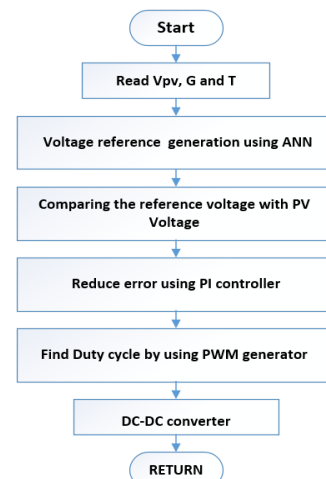 Start
Read Vpv, G and T
Voltage reference generation using ANN
Comparing the reference voltage with PV
Voltage
Reduce error using PI controller
Find Duty cycle by using PWM generator
DC-DC converter
RETURN